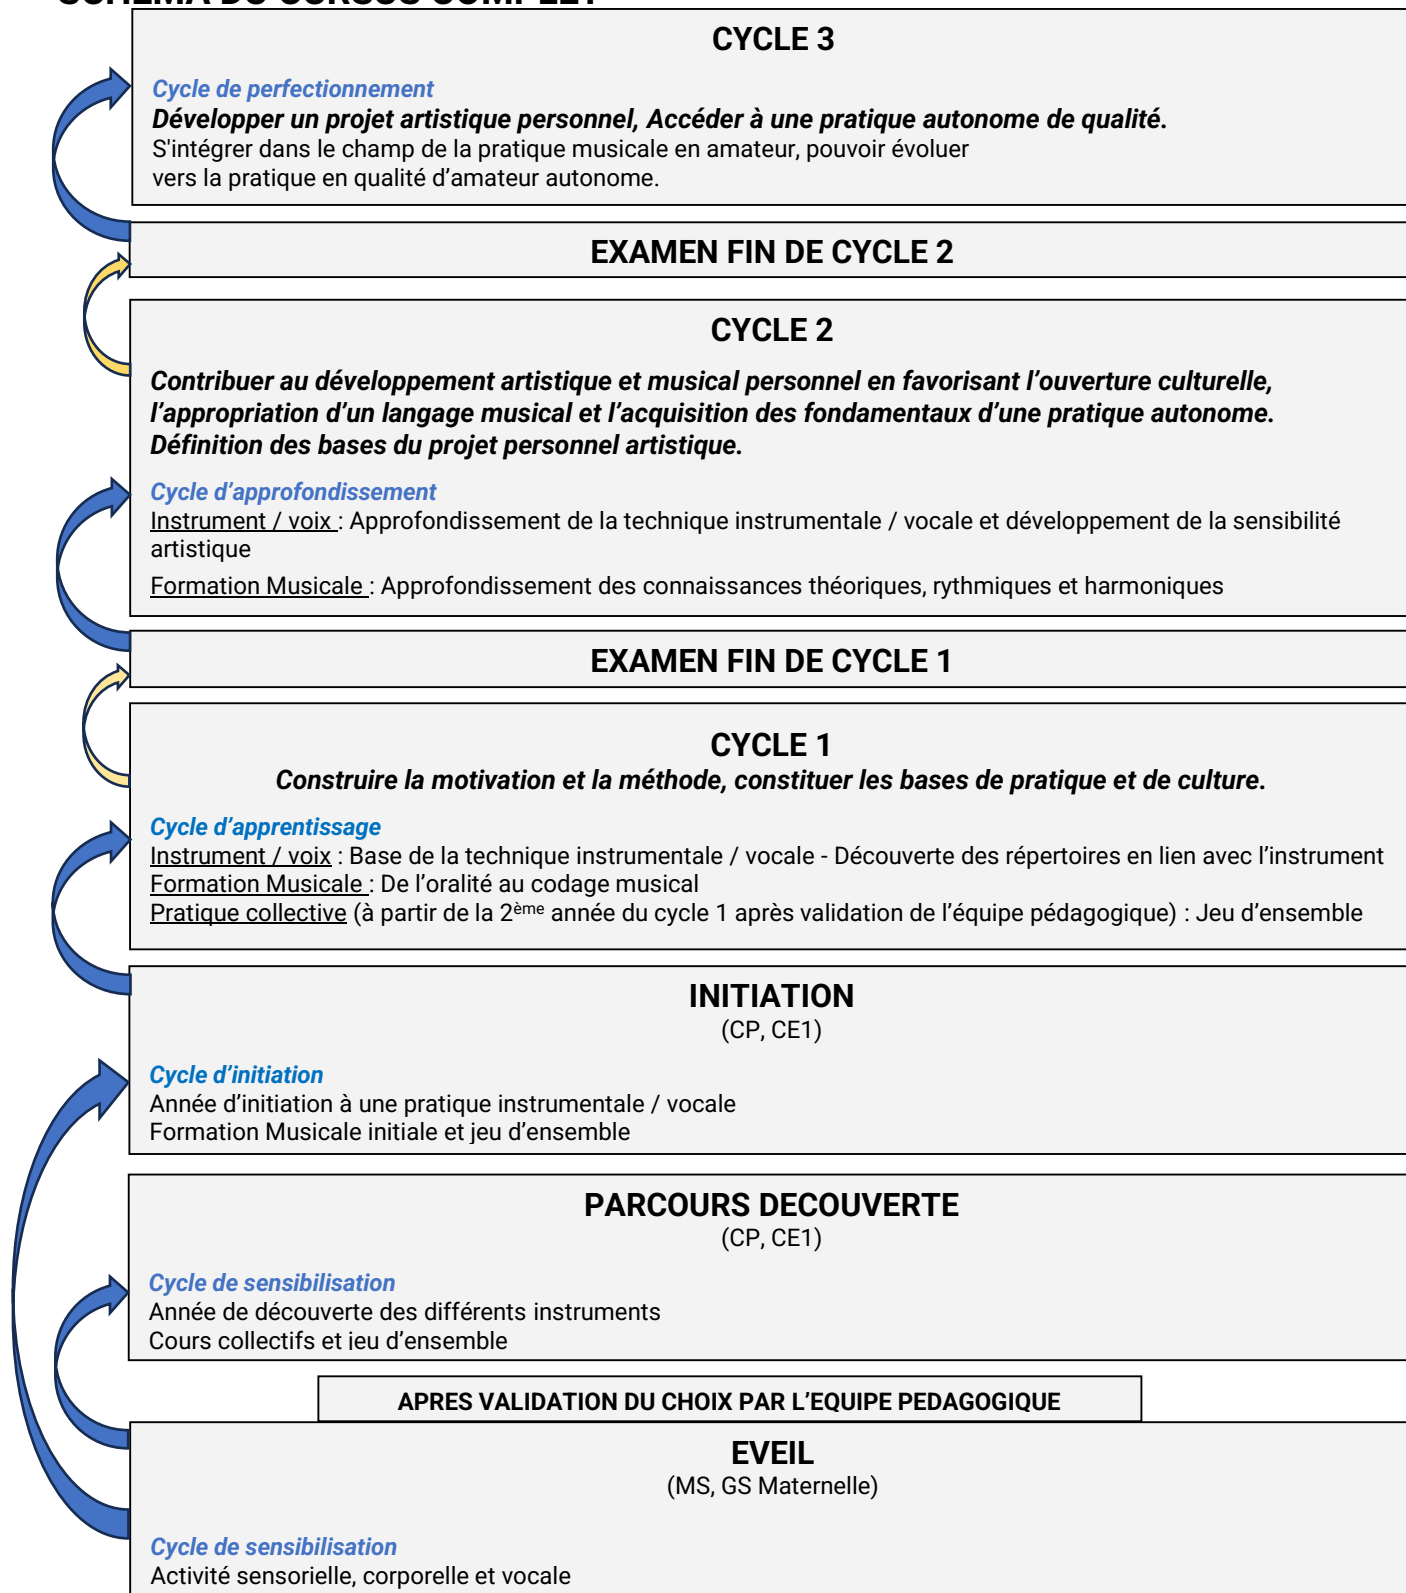 SCHEMA DU CURSUS COMPLET
CYCLE 3
Cycle de perfectionnement
Développer un projet artistique personnel, Accéder à une pratique autonome de qualité.
S'intégrer dans le champ de la pratique musicale en amateur, pouvoir évoluer
vers la pratique en qualité d’amateur autonome.
EXAMEN FIN DE CYCLE 2
CYCLE 2
Contribuer au développement artistique et musical personnel en favorisant l’ouverture culturelle,
l’appropriation d’un langage musical et l’acquisition des fondamentaux d’une pratique autonome.
Définition des bases du projet personnel artistique.
Cycle d’approfondissement
Instrument / voix : Approfondissement de la technique instrumentale / vocale et développement de la sensibilité
artistique
Formation Musicale : Approfondissement des connaissances théoriques, rythmiques et harmoniques
EXAMEN FIN DE CYCLE 1
CYCLE 1
Construire la motivation et la méthode, constituer les bases de pratique et de culture.
Cycle d’apprentissage
Instrument / voix : Base de la technique instrumentale / vocale - Découverte des répertoires en lien avec l’instrument
Formation Musicale : De l’oralité au codage musical
Pratique collective (à partir de la 2ème année du cycle 1 après validation de l’équipe pédagogique) : Jeu d’ensemble
INITIATION
(CP, CE1)
Cycle d’initiation
Année d’initiation à une pratique instrumentale / vocale
Formation Musicale initiale et jeu d’ensemble
PARCOURS DECOUVERTE
(CP, CE1)
Cycle de sensibilisation
Année de découverte des différents instruments
Cours collectifs et jeu d’ensemble
APRES VALIDATION DU CHOIX PAR L’EQUIPE PEDAGOGIQUE
EVEIL
(MS, GS Maternelle)
Cycle de sensibilisation
Activité sensorielle, corporelle et vocale